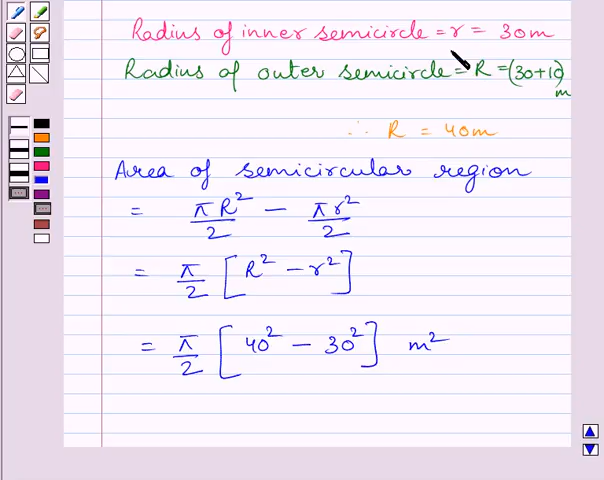 Radius of inner semicircle = r = 30m
Radius of outer semicircle = R = (30+10)m
∴ R = 40m
Area of semicircular region
= πR²/2 − πr²/2
= π/2 [R² − r²]
= π/2 [40² − 30²] m²